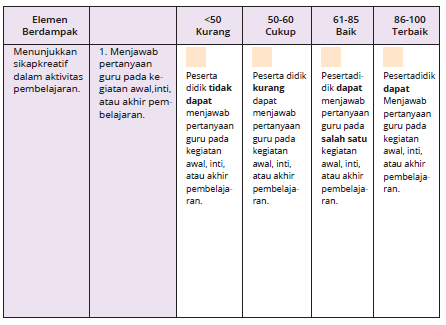 Elemen
Berdampak
<50
Kurang
50-60
Cukup
61-85
Baik
86-100
Terbaik
Menunjukkan
sikapkreatif
dalam aktivitas
pembelajaran.
1. Menjawab
pertanyaan
guru pada ke-
giatan awal,inti,
atau akhir pem-
belajaran.
Peserta
didik tidak
dapat
menjawab
pertanyaan
guru pada
kegiatan
awal, inti,
atau akhir
pembelaja-
ran.
Peserta didik
kurang
dapat
menjawab
pertanyaan
guru pada
kegiatan
awal, inti,
atau akhir
pembelaja-
ran.
Pesertadi-
dik dapat
menjawab
pertanyaan
guru pada
salah satu
kegiatan
awal, inti,
atau akhir
pembelaja-
ran.
Pesertadidik
dapat
Menjawab
pertanyaan
guru pada
kegiatan
awal, inti,
atau akhir
pembelaja-
ran.